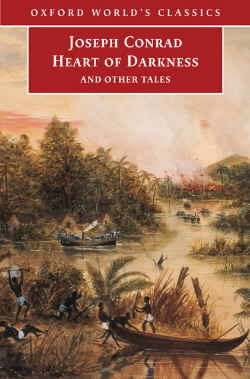 OXFORD WORLD'S CLASSICS
JOSEPH CONRAD
HEART OF DARKNESS
AND OTHER TALES